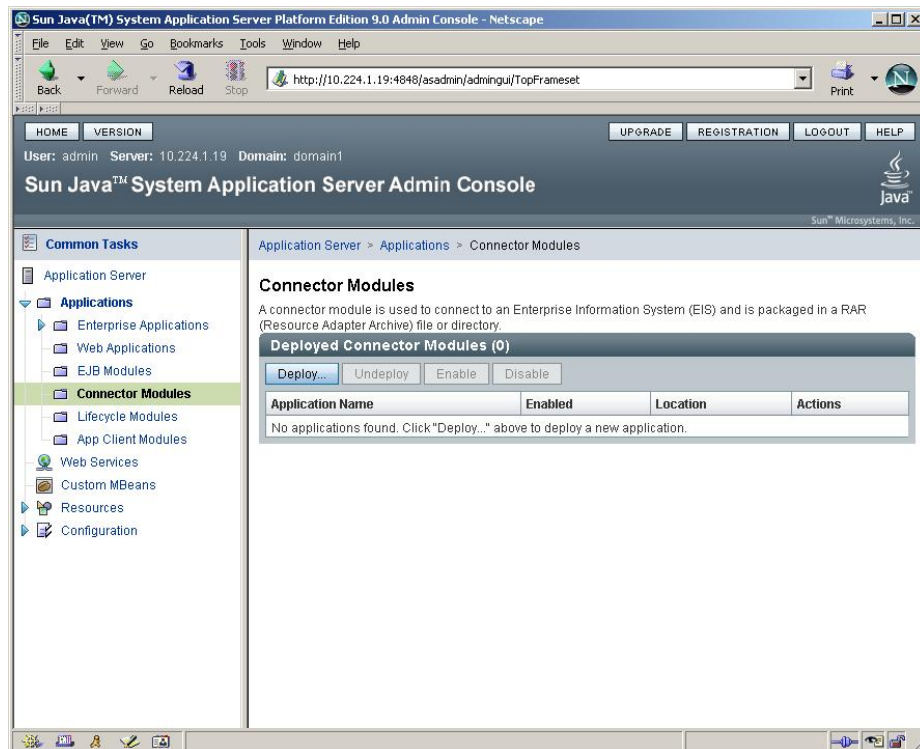 Sun Java(TM) System Application Server Platform Edition 9.0 Admin Console - Netscape
File Edit View Go Bookmarks Tools Window Help
Back Forward Reload Stop http://10.224.1.19:4848/asadmin/admingui/TopFrameset Print N
HOME VERSION UPGRADE REGISTRATION LOGOUT HELP
User: admin Server: 10.224.1.19 Domain: domain1
Sun Java™ System Application Server Admin Console
Java™
Sun™ Microsystems, Inc.
Common Tasks
Application Server
Applications
Enterprise Applications
Web Applications
EJB Modules
Connector Modules
Lifecycle Modules
App Client Modules
Web Services
Custom MBeans
Resources
Configuration
Application Server > Applications > Connector Modules
Connector Modules
A connector module is used to connect to an Enterprise Information System (EIS) and is packaged in a RAR
(Resource Adapter Archive) file or directory.
Deployed Connector Modules (0)
Deploy... Undeploy Enable Disable
Application Name Enabled Location Actions
No applications found. Click "Deploy..." above to deploy a new application.